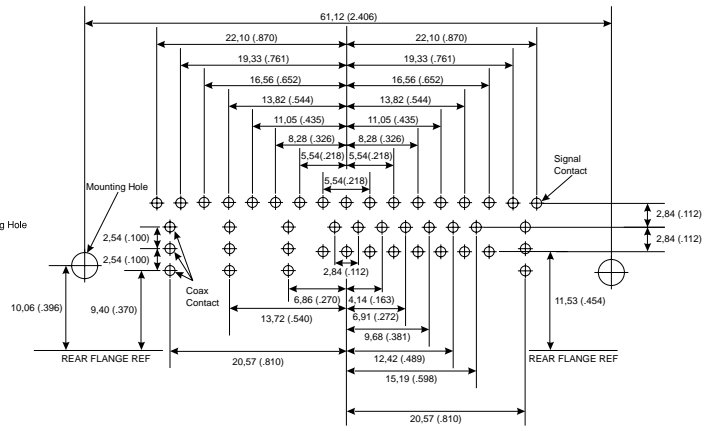 61,12 (2.406)
22,10 (.870) 22,10 (.870)
19,33 (.761) 19,33 (.761)
16,56 (.652) 16,56 (.652)
13,82 (.544) 13,82 (.544)
11,05 (.435) 11,05 (.435)
8,28 (.326) 8,28 (.326)
5,54(.218) 5,54(.218)
5,54(.218)
Signal
Contact
Mounting Hole
g Hole
2,84 (.112)
2,54 (.100)
2,84 (.112)
2,54 (.100)
2,84 (.112)
Coax
Contact
6,86 (.270) 4,14 (.163)
10,06 (.396)
9,40 (.370)
11,53 (.454)
13,72 (.540)
6,91 (.272)
9,68 (.381)
REAR FLANGE REF
REAR FLANGE REF
20,57 (.810)
12,42 (.489)
15,19 (.598)
20,57 (.810)